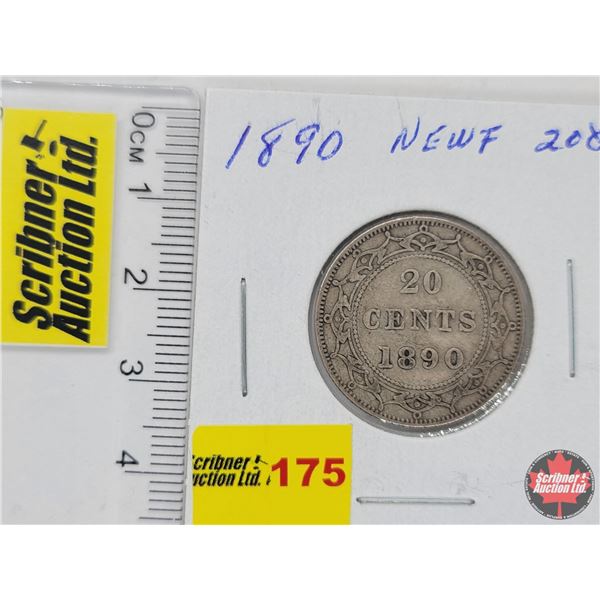 Scribner
Auction Ltd.
0 CM
1
2
3
4
1890 NEWF 20¢
20
CENTS
1890
Scribner
Auction Ltd.
175
Scribner
Auction Ltd.